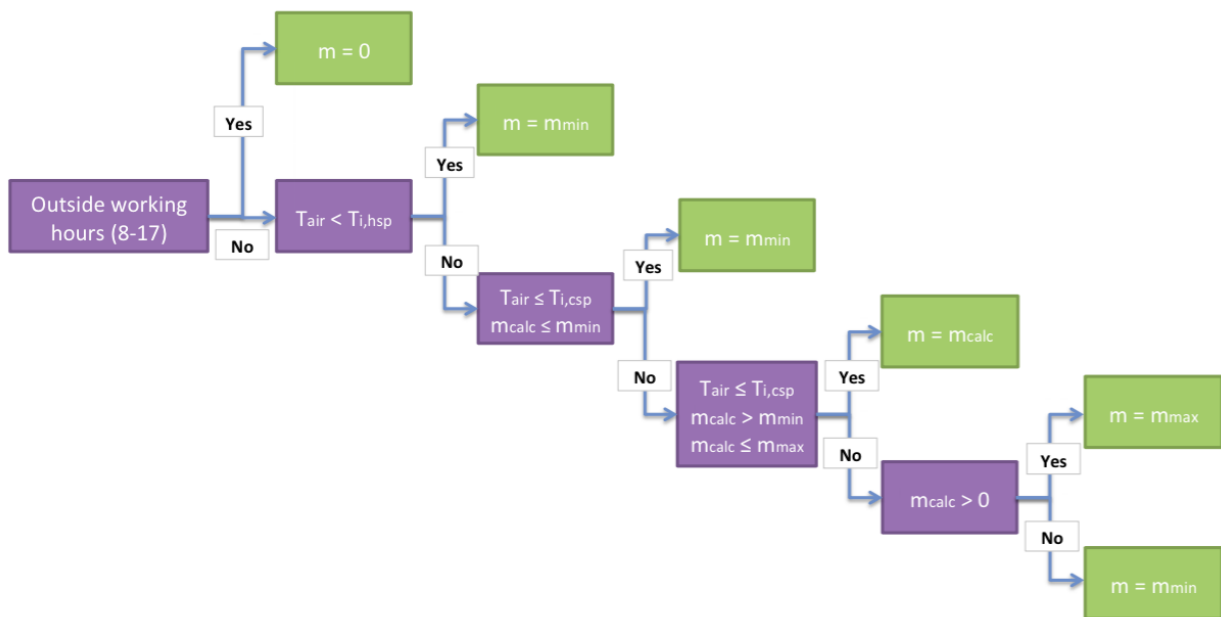 m = 0
Yes
m = mmin
Yes
Outside working
hours (8-17)
No
Tair < Ti,hsp
No
Tair ≤ Ti,csp
mcalc ≤ mmin
Yes
m = mmin
No
Tair ≤ Ti,csp
mcalc > mmin
mcalc ≤ mmax
Yes
m = mcalc
No
mcalc > 0
Yes
m = mmax
No
m = mmin